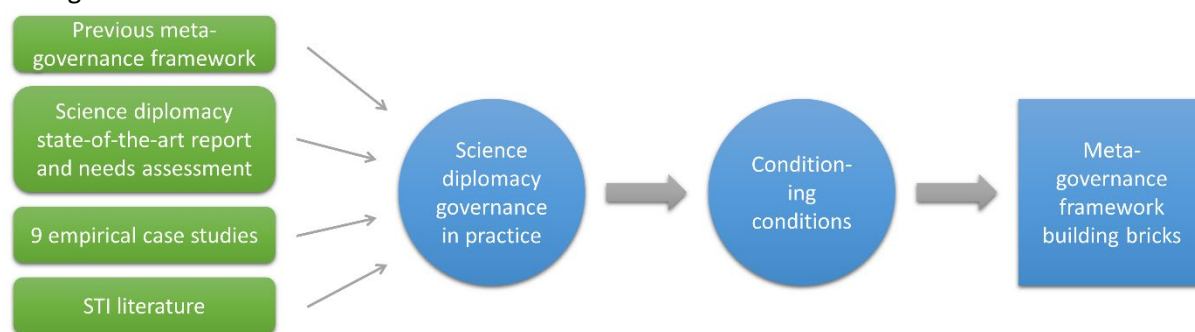 Previous meta-
governance framework
Science diplomacy
state-of-the-art report
and needs assessment
9 empirical case studies
STI literature
Science
diplomacy
governance
in practice
Condition-
ing
conditions
Meta-
governance
framework
building bricks